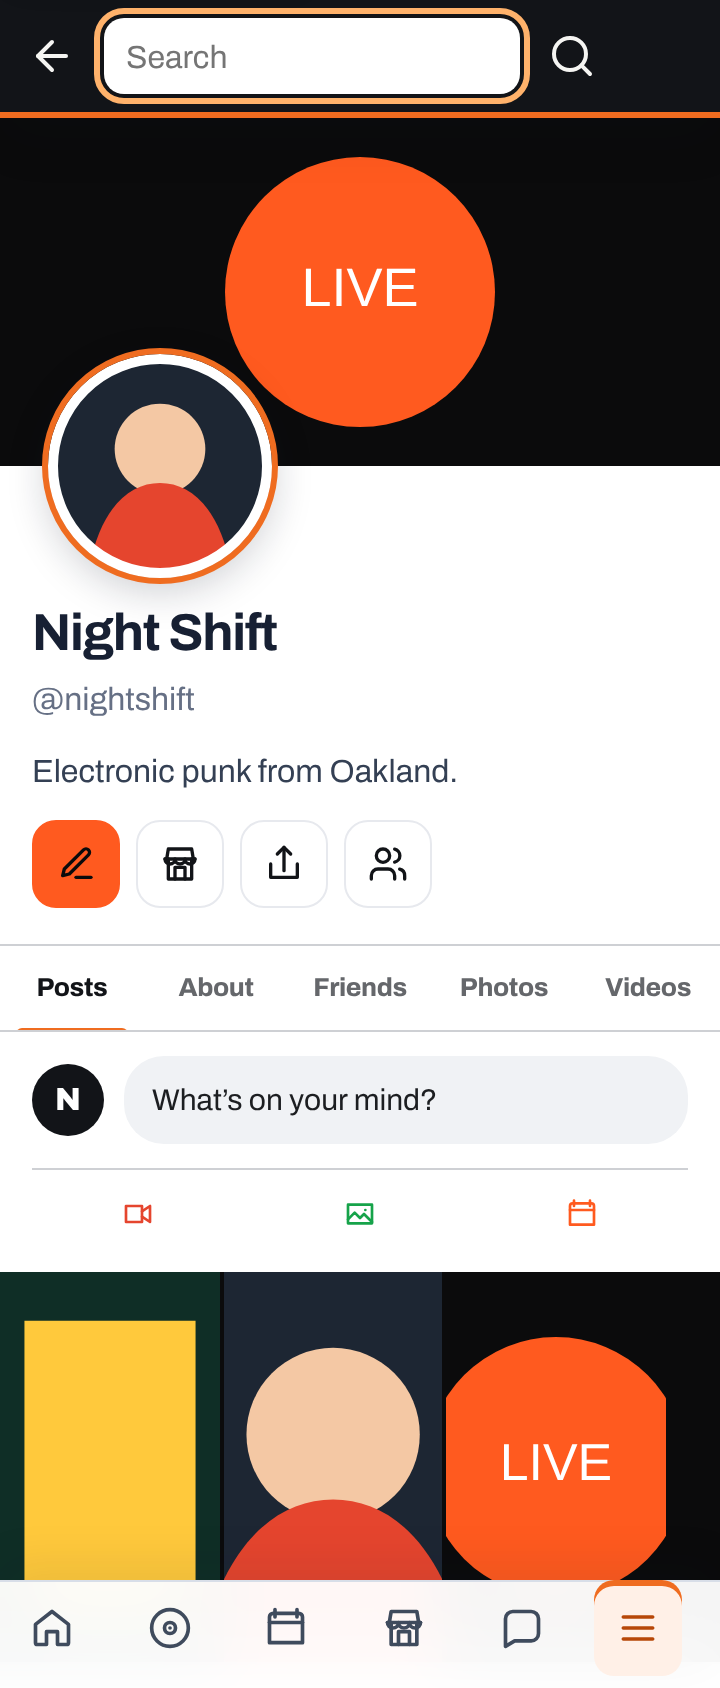 Search
LIVE
Night Shift
@nightshift
Electronic punk from Oakland.
Posts About Friends Photos Videos
N What’s on your mind?
LIVE